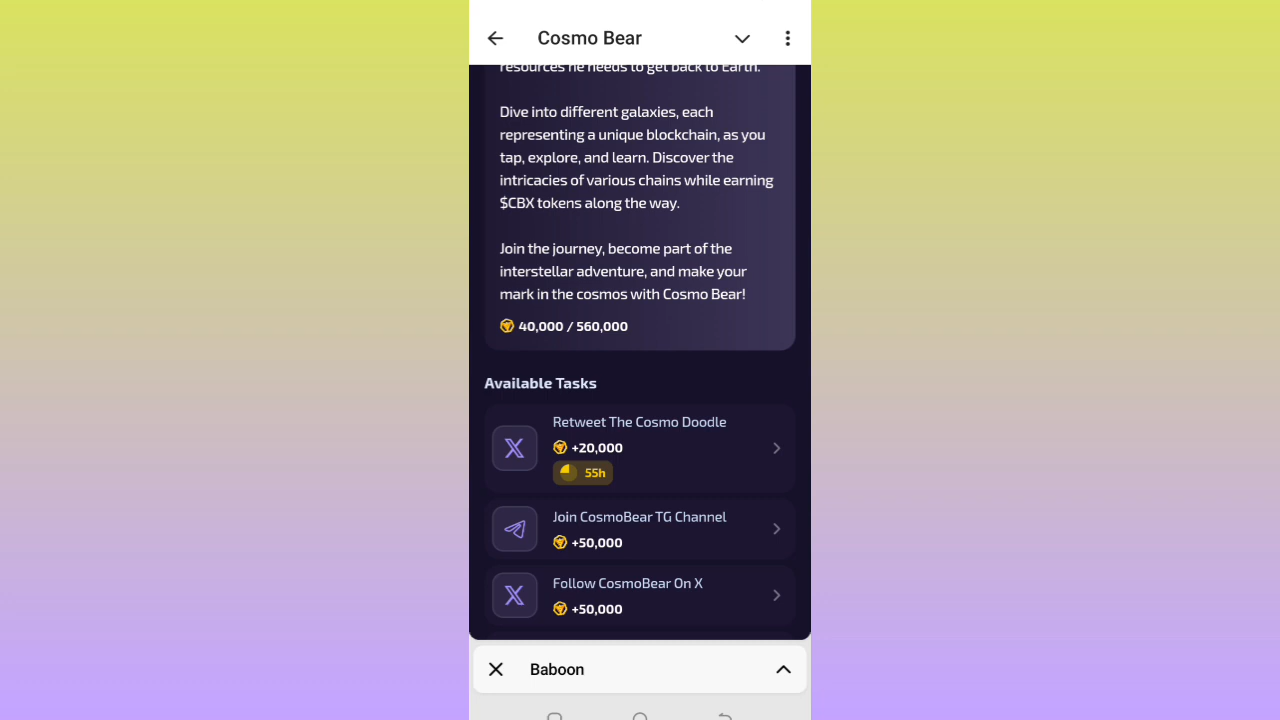 Cosmo Bear
resources he needs to get back to Earth.
Dive into different galaxies, each
representing a unique blockchain, as you
tap, explore, and learn. Discover the
intricacies of various chains while earning
$CBX tokens along the way.
Join the journey, become part of the
interstellar adventure, and make your
mark in the cosmos with Cosmo Bear!
40,000 / 560,000
Available Tasks
Retweet The Cosmo Doodle
+20,000
55h
Join CosmoBear TG Channel
+50,000
Follow CosmoBear On X
+50,000
Baboon